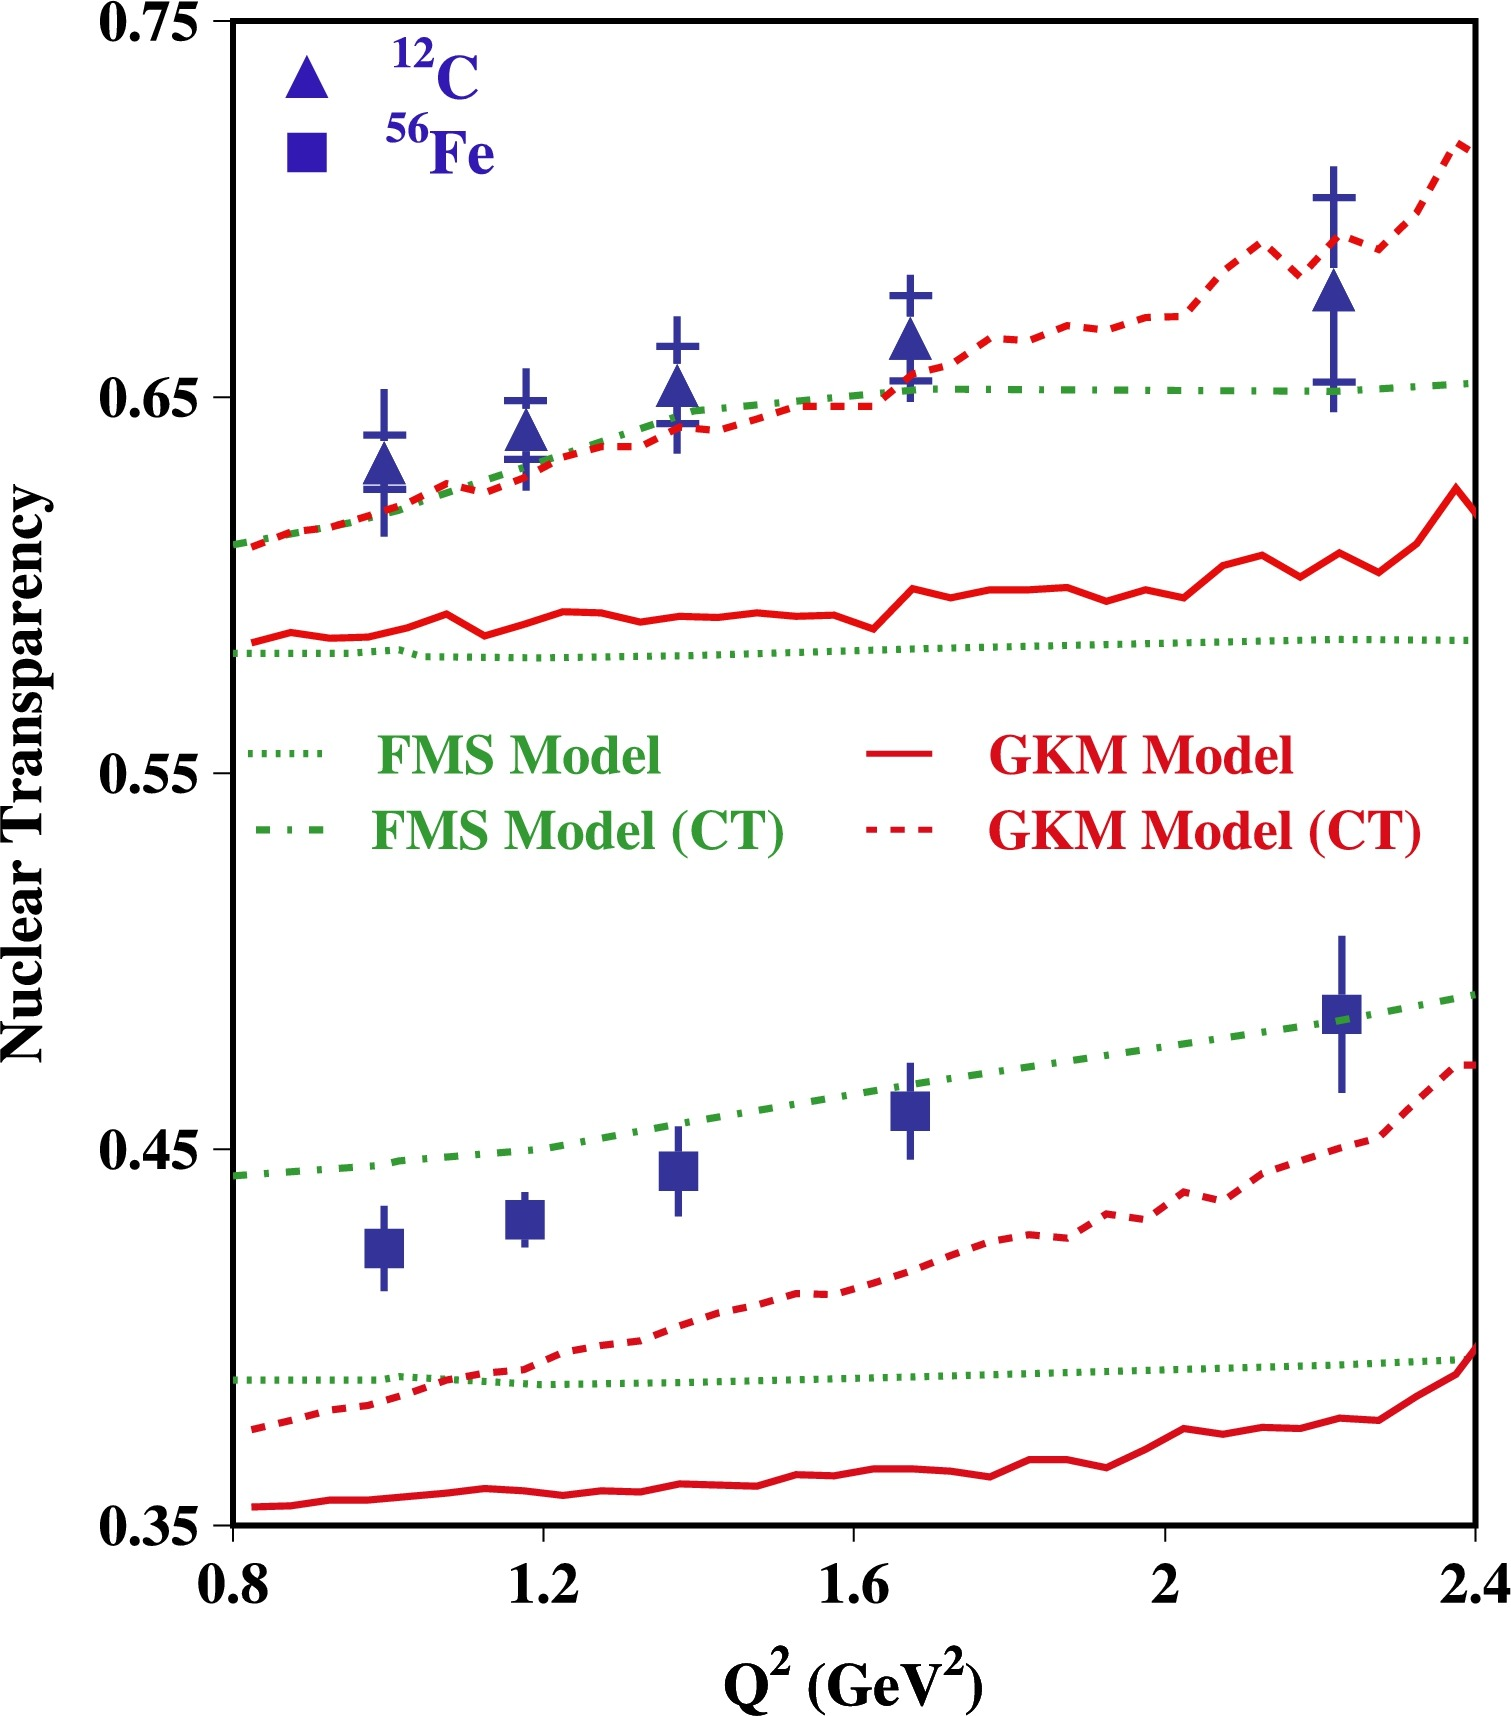 0.75
¹²C
⁵⁶Fe
0.65
0.55
FMS Model
GKM Model
FMS Model (CT)
GKM Model (CT)
Nuclear Transparency
0.45
0.35
0.8 1.2 1.6 2 2.4
Q² (GeV²)